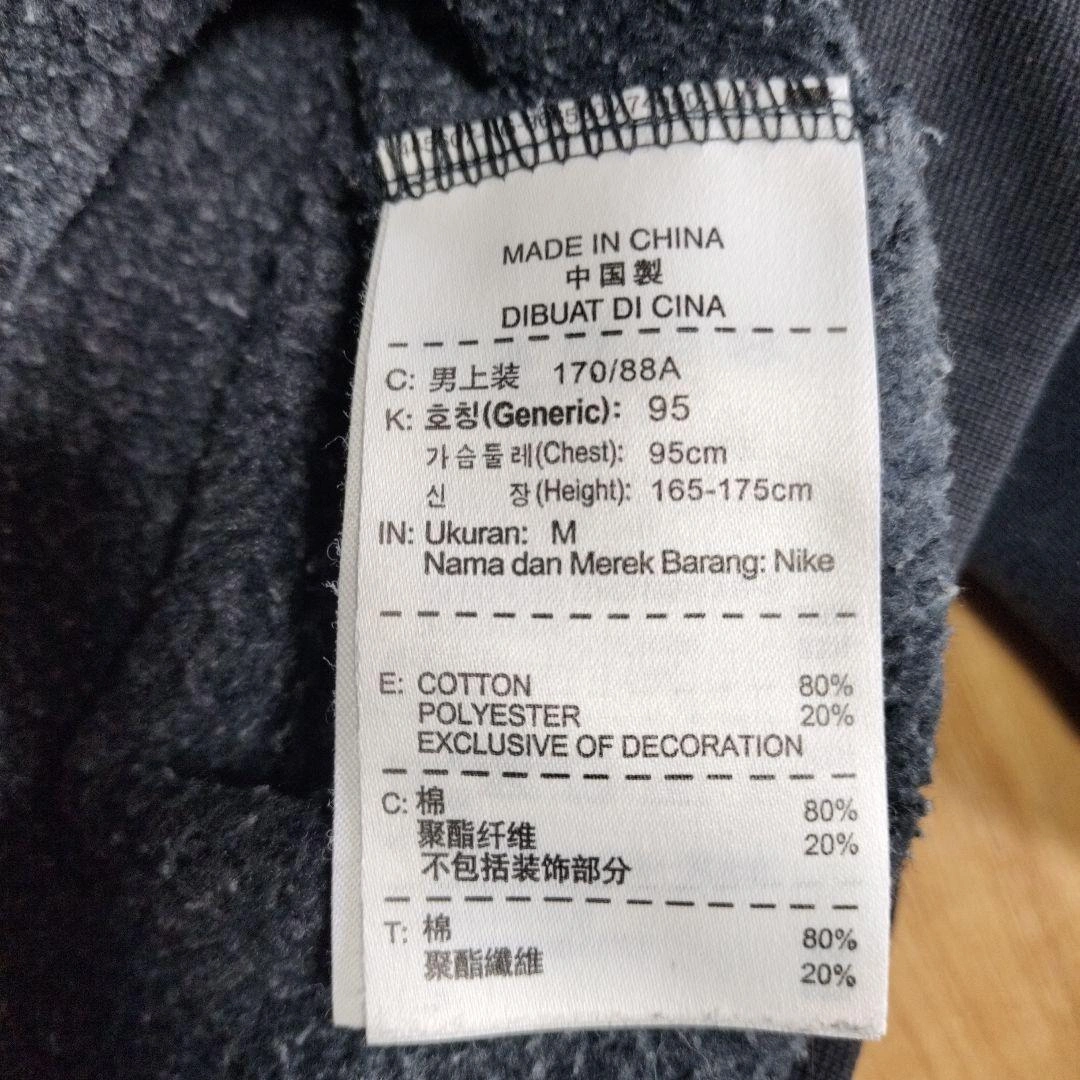 MADE IN CHINA
中国製
DIBUAT DI CINA
C: 男上装 170/88A
K: 호칭(Generic): 95
가슴둘레(Chest): 95cm
신 장(Height): 165-175cm
IN: Ukuran: M
Nama dan Merek Barang: Nike
E: COTTON 80%
POLYESTER 20%
EXCLUSIVE OF DECORATION
C: 棉 80%
聚酯纤维 20%
不包括装饰部分
T: 棉 80%
聚酯纖維 20%